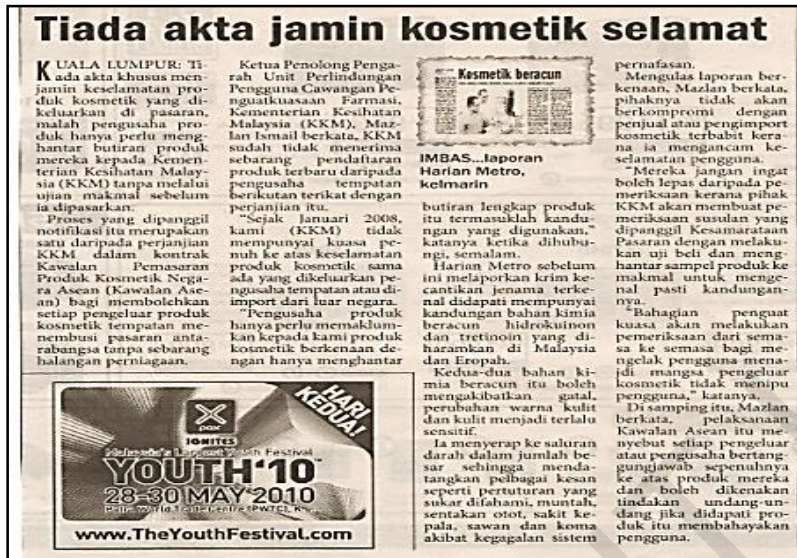 Tiada akta jamin kosmetik selamat
KUALA LUMPUR: Ti-
ada akta khusus men-
jamin keselamatan pro-
duk kosmetik yang di-
keluarkan di pasaran,
malah pengusaha pro-
duk hanya perlu meng-
hantar butiran produk
mereka kepada Kemen-
terian Kesihatan Malay-
sia (KKM) tanpa melalui
ujian makmal sebelum
ia dipasarkan.
Proses yang dipanggil
notifikasi itu merupakan
satu daripada perjanjian
KKM dalam kontrak
Kawalan Pemasaran
Produk Kosmetik Nega-
ra Asean (Kawalan Ase-
an) bagi membolehkan
setiap pengeluar produk
kosmetik tempatan me-
nembusi pasaran anta-
rabangsa tanpa sebarang
halangan perniagaan.
Ketua Penolong Penga-
rah Unit Perlindungan
Pengguna Cawangan Pe-
nguatkuasaan Farmasi,
Kementerian Kesihatan
Malaysia (KKM), Maz-
lan Ismail berkata, KKM
sudah tidak menerima
sebarang pendaftaran
produk terbaru daripada
pengusaha tempatan
berikutan terikat dengan
perjanjian itu.
"Sejak Januari 2008,
kami (KKM) tidak
mempunyai kuasa pe-
nuh ke atas keselamatan
produk kosmetik sama
ada yang dikeluarkan pe-
ngusaha tempatan atau di-
import dari luar negara.
"Pengusaha produk
hanya perlu memaklum-
kan kepada kami produk
kosmetik berkenaan de-
ngan hanya menghantar
Kosmetik beracun
IMBAS...laporan
Harian Metro,
kelmarin
butiran lengkap produk
itu termasuklah kandu-
ngan yang digunakan,"
katanya ketika dihubu-
ngi, semalam.
Harian Metro sebelum
ini melaporkan krim ke-
cantikan jenama terke-
nal didapati mempunyai
kandungan bahan kimia
beracun hidrokuinon
dan tretinoin yang di-
haramkan di Malaysia
dan Eropah.
Kedua-dua bahan ki-
mia beracun itu boleh
mengakibatkan gatal,
perubahan warna kulit
dan kulit menjadi terlalu
sensitif.
Ia menyerap ke saluran
darah dalam jumlah be-
sar sehingga menda-
tangkan pelbagai kesan
seperti pertuturan yang
sukar difahami, muntah,
sentakan otot, sakit ke-
pala, sawan dan koma
akibat kegagalan sistem
pernafasan.
Mengulas laporan ber-
kenaan, Mazlan berkata,
pihaknya tidak akan
berkompromi dengan
penjual atau pengimport
kosmetik terbabit kera-
na ia mengancam ke-
selamatan pengguna.
"Mereka jangan ingat
boleh lepas daripada pe-
meriksaan kerana pihak
KKM akan membuat pe-
meriksaan susulan yang
dipanggil Kesamarataan
Pasaran dengan melaku-
kan uji beli dan meng-
hantar sampel produk ke
makmal untuk menge-
nal pasti kandungan-
nya.
"Bahagian penguat
kuasa akan melakukan
pemeriksaan dari sema-
sa ke semasa bagi me-
ngelak pengguna mena-
jdi mangsa pengeluar
kosmetik tidak menipu
pengguna," katanya.
Di samping itu, Mazlan
berkata, pelaksanaan
Kawalan Asean itu me-
nyebut setiap pengeluar
atau pengusaha bertang-
gungjawab sepenuhnya
ke atas produk mereka
dan boleh dikenakan
tindakan undang-un-
dang jika didapati pro-
duk itu membahayakan
pengguna.
HARI
KEDUA!
X
pax
IGNITES
Malaysia's Largest Youth Festival
YOUTH'10
28-30 MAY 2010
Putra World Trade Centre (PWTC),
www.TheYouthFestival.com